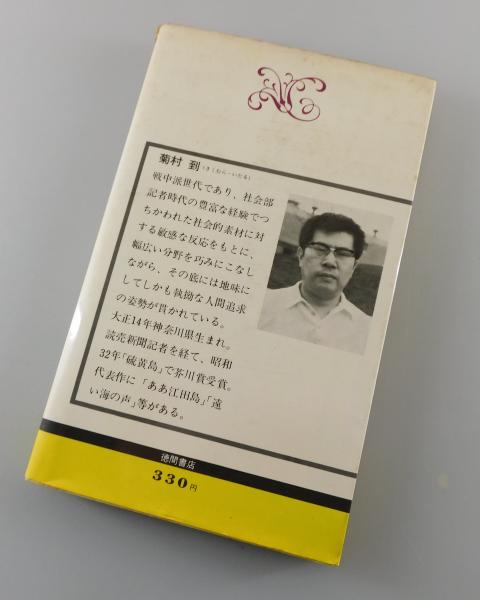 菊村 到(きくむら・いたる)
戦中派世代であり、社会部
記者時代の豊富な経験でつ
ちかわれた社会的素材に対
する敏感な反応をもとに、
幅広い分野を巧みにこなし
ながら、その底には地味に
してしかも執拗な人間追求
の姿勢が貫かれている。
大正14年神奈川県生まれ。
読売新聞記者を経て、昭和
32年「硫黄島」で芥川賞受賞。
代表作に「ああ江田島」「遠
い海の声」等がある。
徳間書店
330円